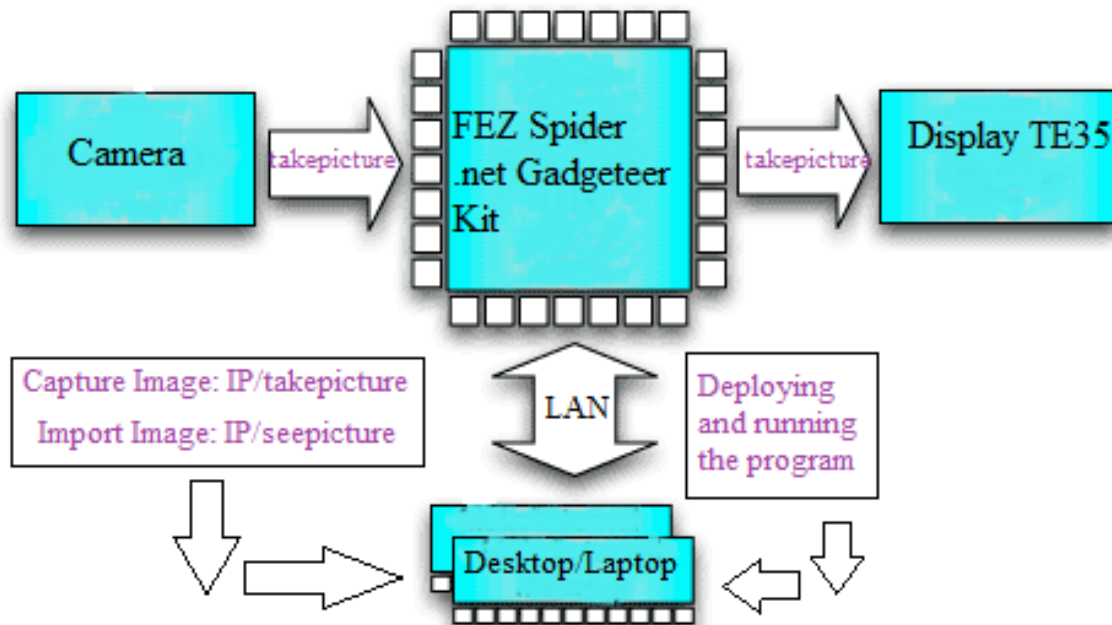 Camera
takepicture
FEZ Spider
.net Gadgeteer
Kit
takepicture
Display TE35
Capture Image: IP/takepicture
Import Image: IP/seepicture
LAN
Deploying
and running
the program
Desktop/Laptop